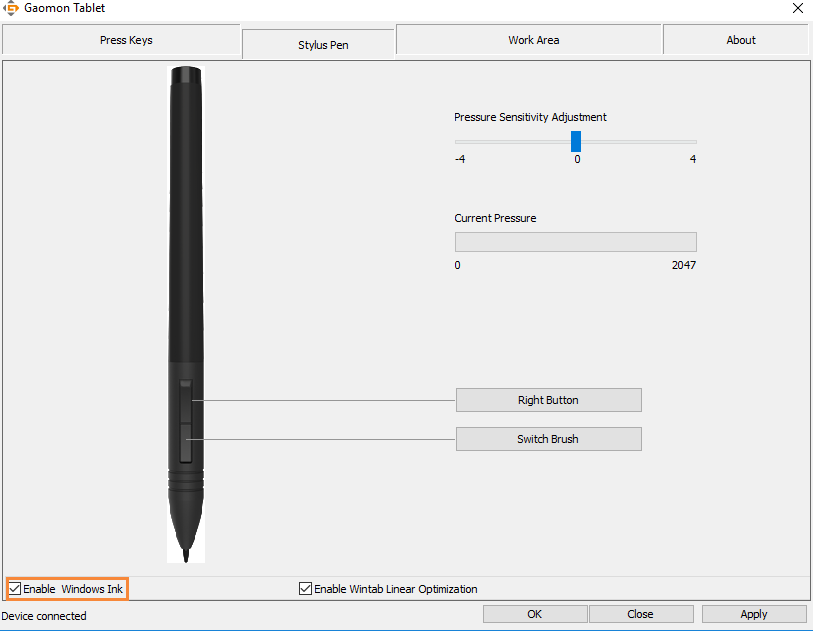 Gaomon Tablet
Press Keys
Stylus Pen
Work Area
About
Pressure Sensitivity Adjustment
-4 0 4
Current Pressure
0 2047
Right Button
Switch Brush
Enable Windows Ink
Enable Wintab Linear Optimization
Device connected
OK
Close
Apply